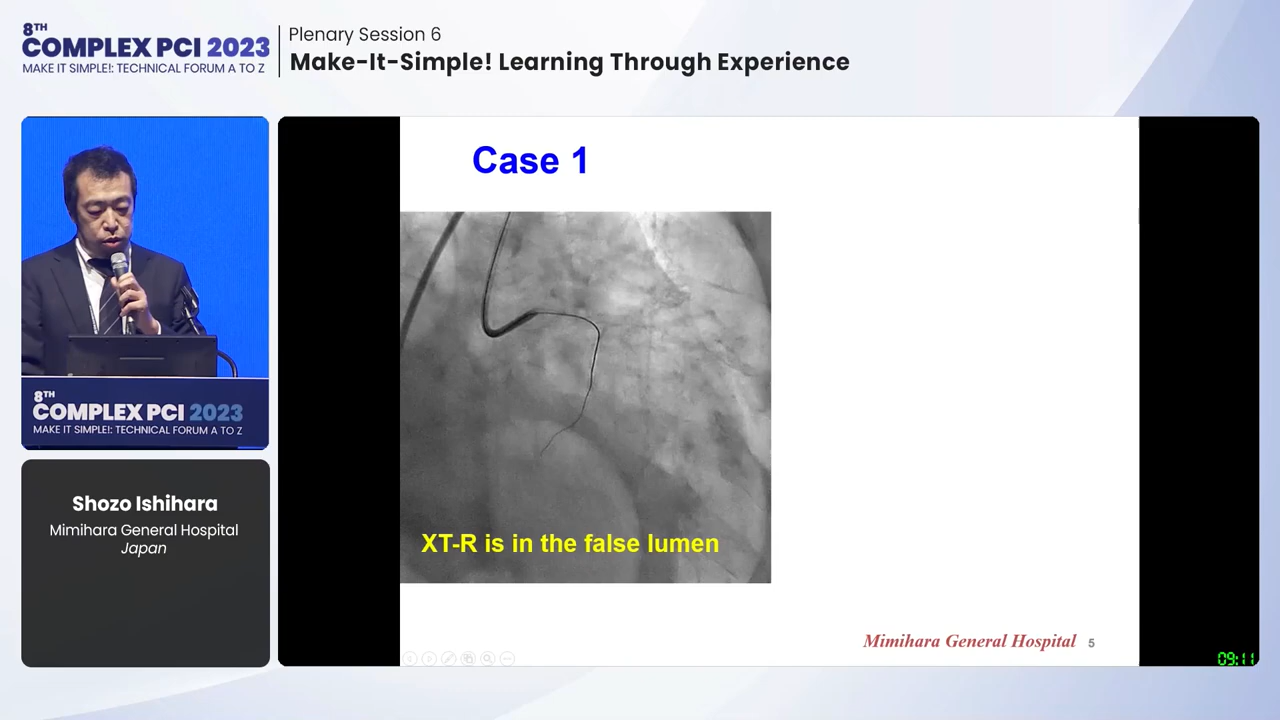 8TH
COMPLEX PCI 2023
MAKE IT SIMPLE!: TECHNICAL FORUM A TO Z
Plenary Session 6
Make-It-Simple! Learning Through Experience
Case 1
XT-R is in the false lumen
Mimihara General Hospital 5
09:11
8TH
COMPLEX PCI 2023
MAKE IT SIMPLE!: TECHNICAL FORUM A TO Z
Shozo Ishihara
Mimihara General Hospital
Japan